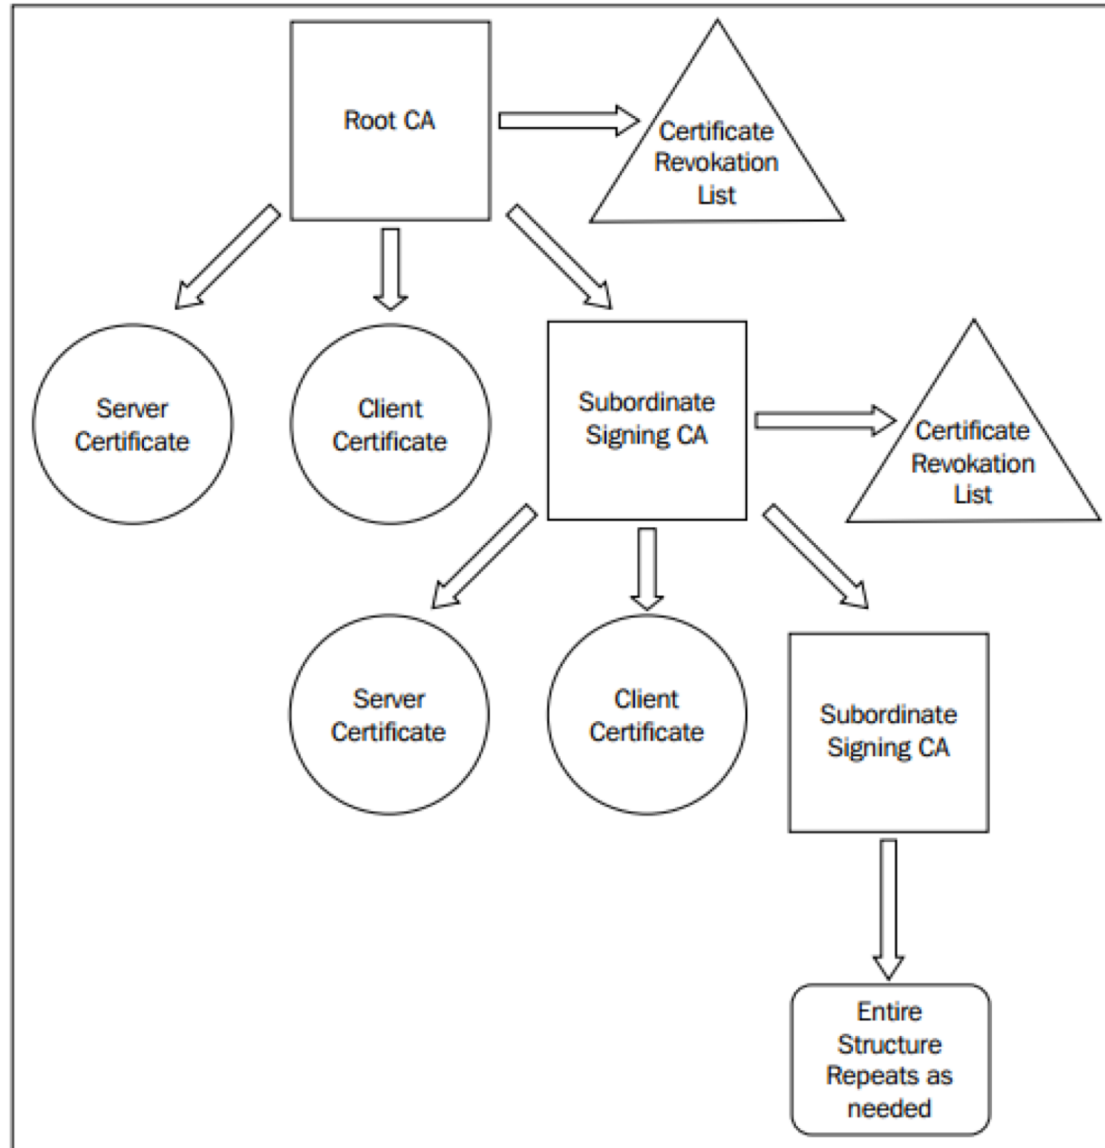 Root CA
Certificate
Revokation
List
Server
Certificate
Client
Certificate
Subordinate
Signing CA
Certificate
Revokation
List
Server
Certificate
Client
Certificate
Subordinate
Signing CA
Entire
Structure
Repeats as
needed